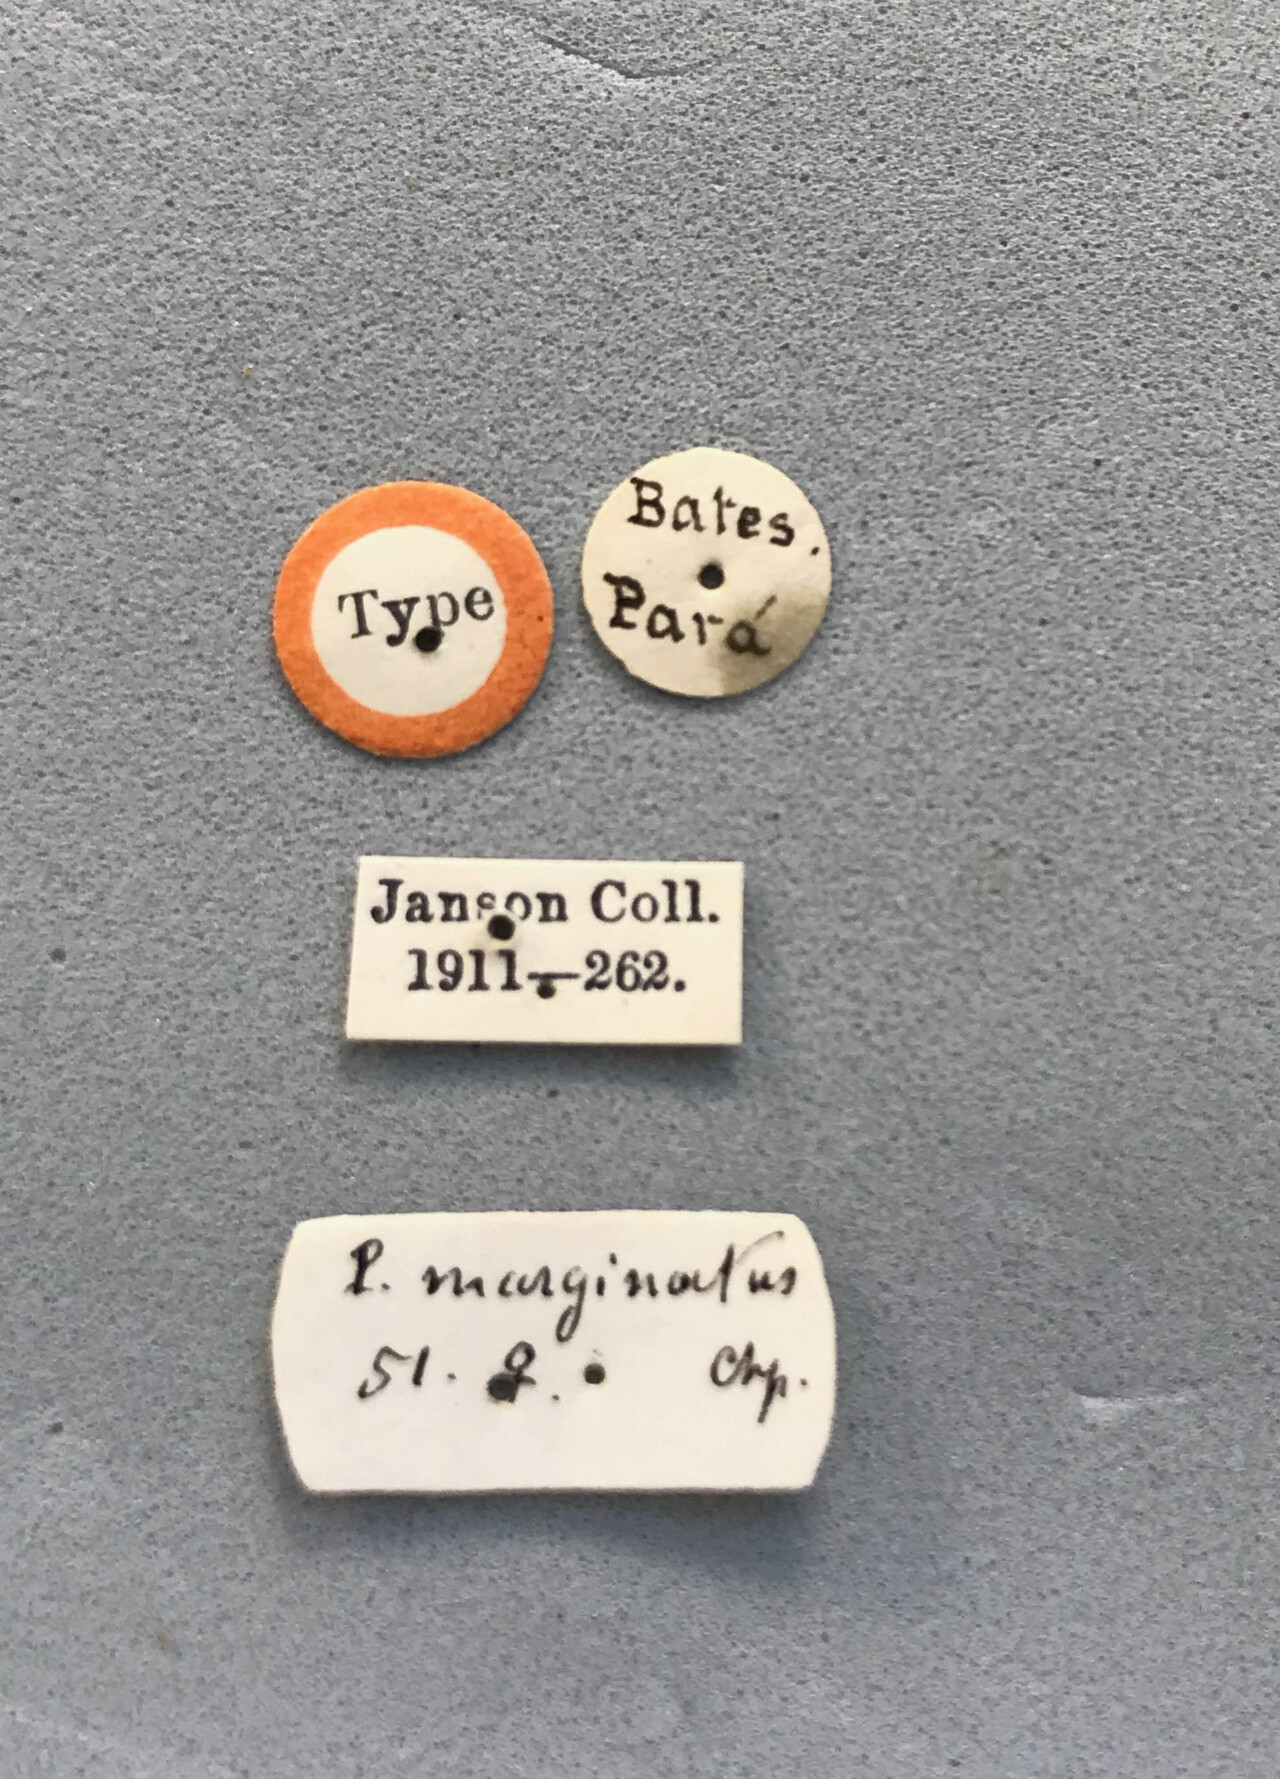 Type
Bates.
Pará
Janson Coll.
1911—262.
P. marginatus
51. ♀. Chp.